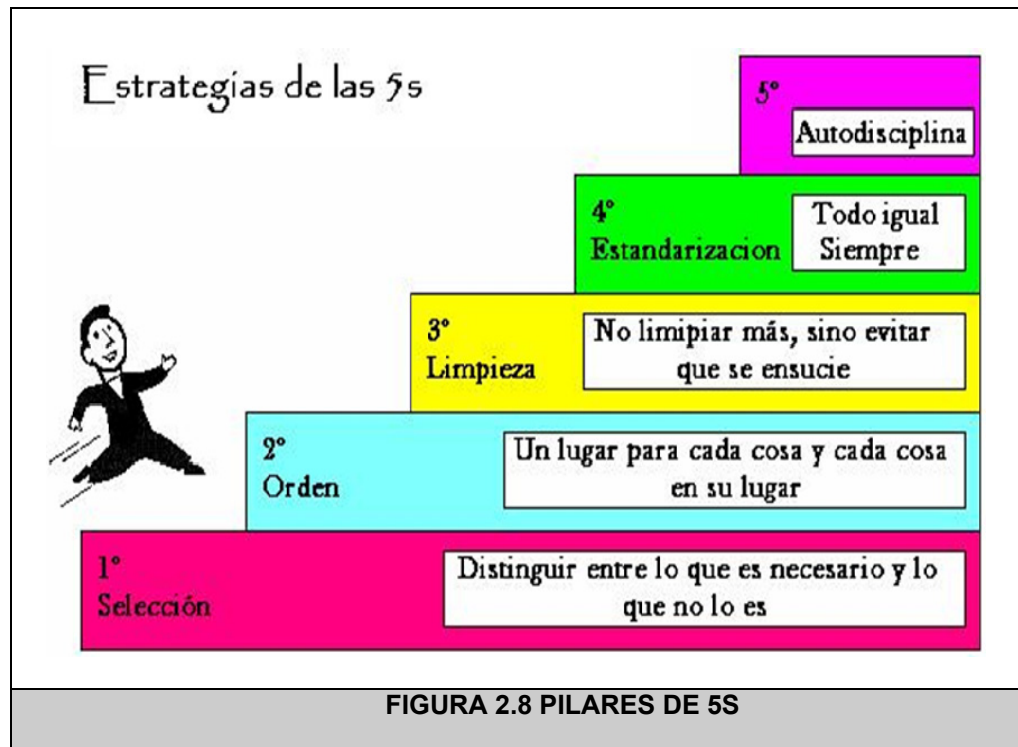 Estrategias de las 5s
5°
Autodisciplina
4°
Estandarizacion
Todo igual
Siempre
3°
Limpieza
No limipiar más, sino evitar
que se ensucie
2°
Orden
Un lugar para cada cosa y cada cosa
en su lugar
1°
Selección
Distinguir entre lo que es necesario y lo
que no lo es
FIGURA 2.8 PILARES DE 5S